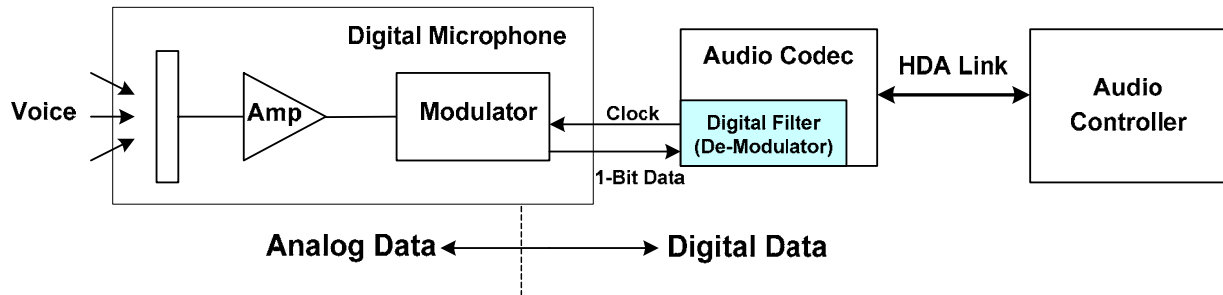 Digital Microphone
Voice
Amp
Modulator
Clock
1-Bit Data
Audio Codec
Digital Filter
(De-Modulator)
HDA Link
Audio
Controller
Analog Data
Digital Data